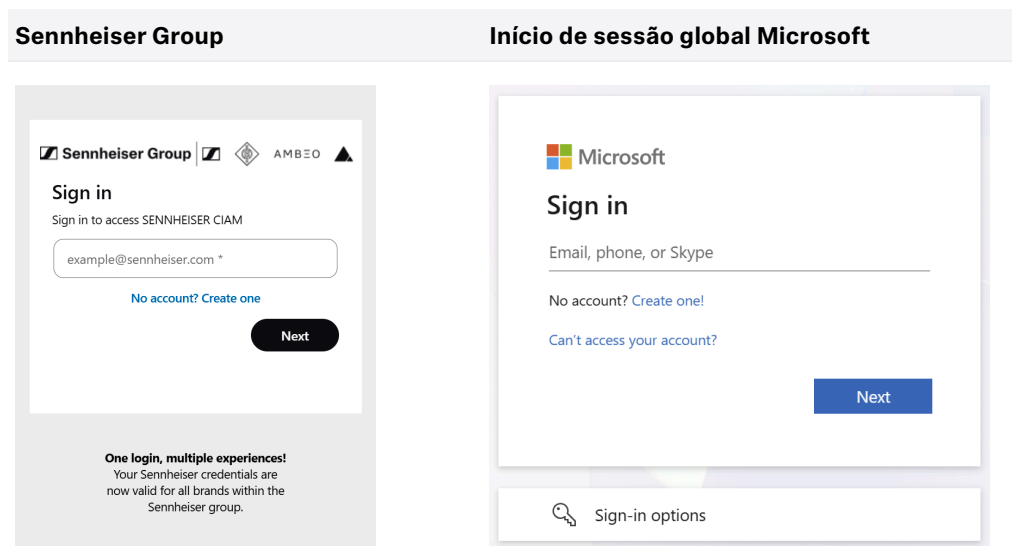 Sennheiser Group
Início de sessão global Microsoft
Sennheiser Group
AMBEO
Sign in
Sign in to access SENNHEISER CIAM
example@sennheiser.com *
No account? Create one
Next
One login, multiple experiences!
Your Sennheiser credentials are
now valid for all brands within the
Sennheiser group.
Microsoft
Sign in
Email, phone, or Skype
No account? Create one!
Can't access your account?
Next
Sign-in options